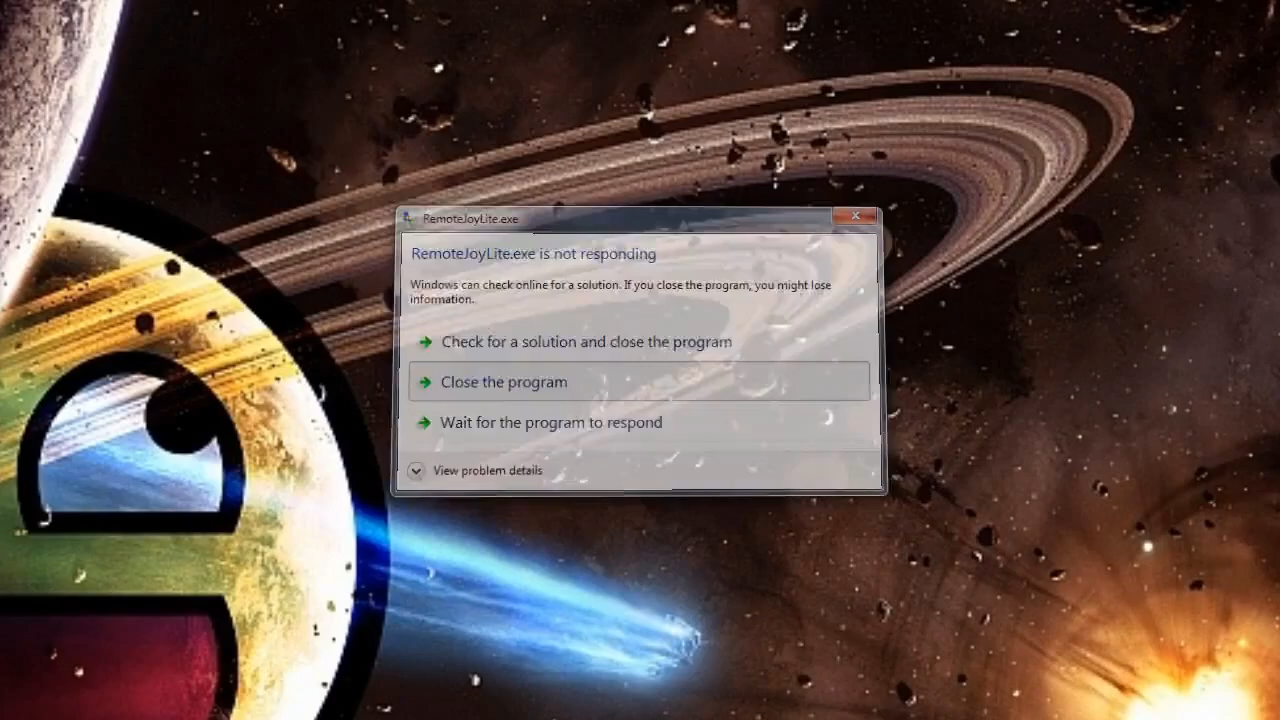 RemoteJoyLite.exe
RemoteJoyLite.exe is not responding
Windows can check online for a solution. If you close the program, you might lose
information.
Check for a solution and close the program
Close the program
Wait for the program to respond
View problem details